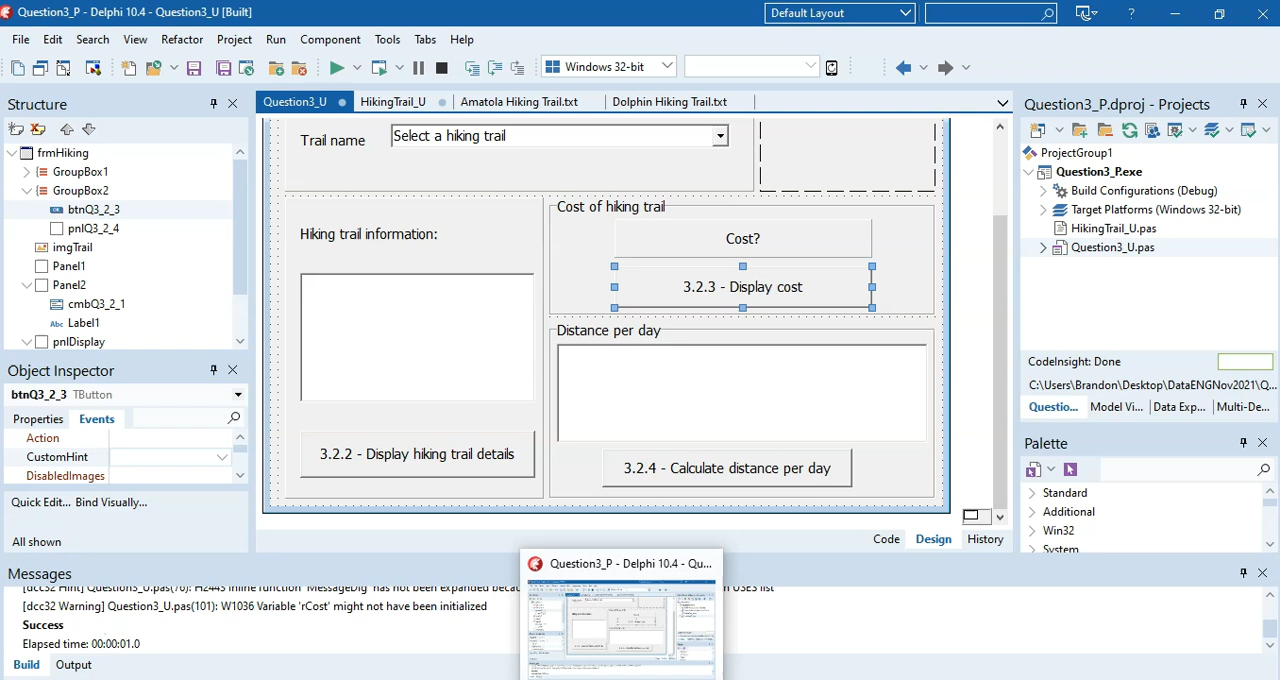 Question3_P - Delphi 10.4 - Question3_U [Built]
Default Layout
File Edit Search View Refactor Project Run Component Tools Tabs Help
Windows 32-bit
Structure
frmHiking
GroupBox1
GroupBox2
btnQ3_2_3
pnlQ3_2_4
imgTrail
Panel1
Panel2
cmbQ3_2_1
Abc Label1
pnlDisplay
Object Inspector
btnQ3_2_3 TButton
Properties Events
Action
CustomHint
DisabledImages
Quick Edit... Bind Visually...
All shown
Question3_U HikingTrail_U Amatola Hiking Trail.txt Dolphin Hiking Trail.txt
Trail name Select a hiking trail
Hiking trail information:
3.2.2 - Display hiking trail details
Cost of hiking trail
Cost?
3.2.3 - Display cost
Distance per day
3.2.4 - Calculate distance per day
Code Design History
Question3_P.dproj - Projects
ProjectGroup1
Question3_P.exe
Build Configurations (Debug)
Target Platforms (Windows 32-bit)
HikingTrail_U.pas
Question3_U.pas
CodeInsight: Done
C:\Users\Brandon\Desktop\DataENGNov2021\Q...
Questio... Model Vi... Data Exp... Multi-De...
Palette
Standard
Additional
Win32
System
Messages
[dcc32 Warning] Question3_U.pas(101): W1036 Variable 'rCost' might not have been initialized
Success
Elapsed time: 00:00:01.0
Build Output
Question3_P - Delphi 10.4 - Qu...